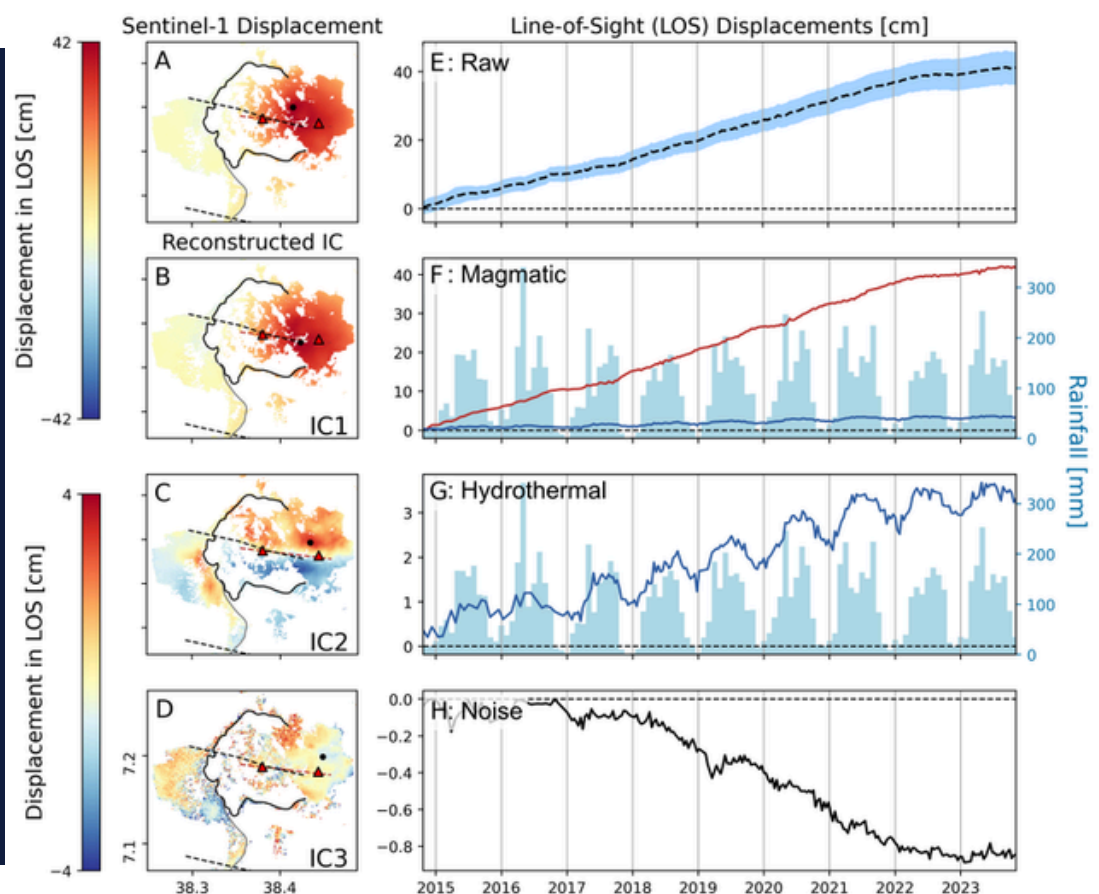 Sentinel-1 Displacement
Line-of-Sight (LOS) Displacements [cm]
42
Displacement in LOS [cm]
−42
A
E: Raw
40
20
0
Reconstructed IC
B
IC1
F: Magmatic
40
30
20
10
0
300
200
100
0
Rainfall [mm]
4
Displacement in LOS [cm]
−4
C
IC2
G: Hydrothermal
3
2
1
0
300
200
100
0
D
IC3
7.2
7.1
38.3 38.4
H: Noise
0.0
−0.2
−0.4
−0.6
−0.8
2015 2016 2017 2018 2019 2020 2021 2022 2023